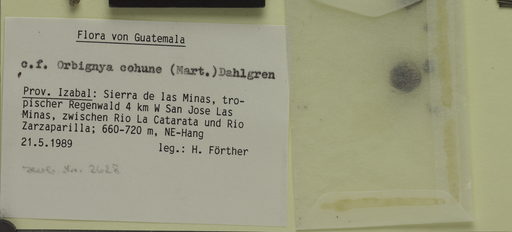 Flora von Guatemala
c.f. Orbignya cohune (Mart.)Dahlgren
Prov. Izabal: Sierra de las Minas, tro-
pischer Regenwald 4 km W San Jose Las
Minas, zwischen Rio La Catarata und Rio
Zarzaparilla; 660-720 m, NE-Hang
21.5.1989 leg.: H. Förther